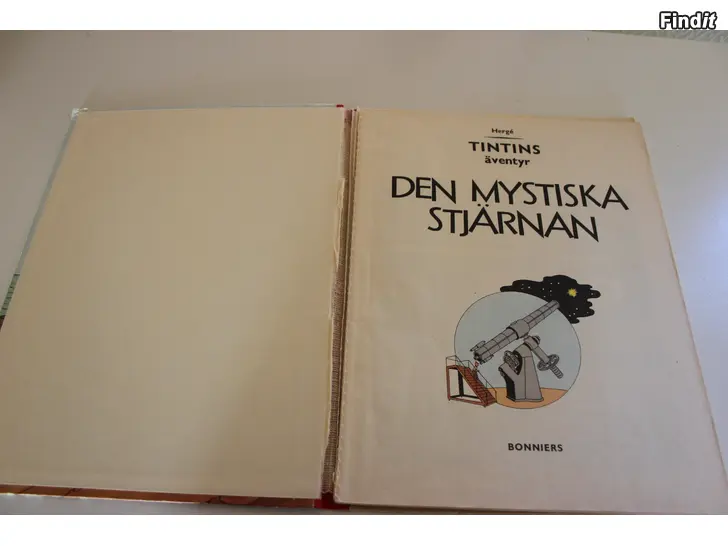 Findit
Hergé
TINTINS
äventyr
DEN MYSTISKA
STJÄRNAN
BONNIERS